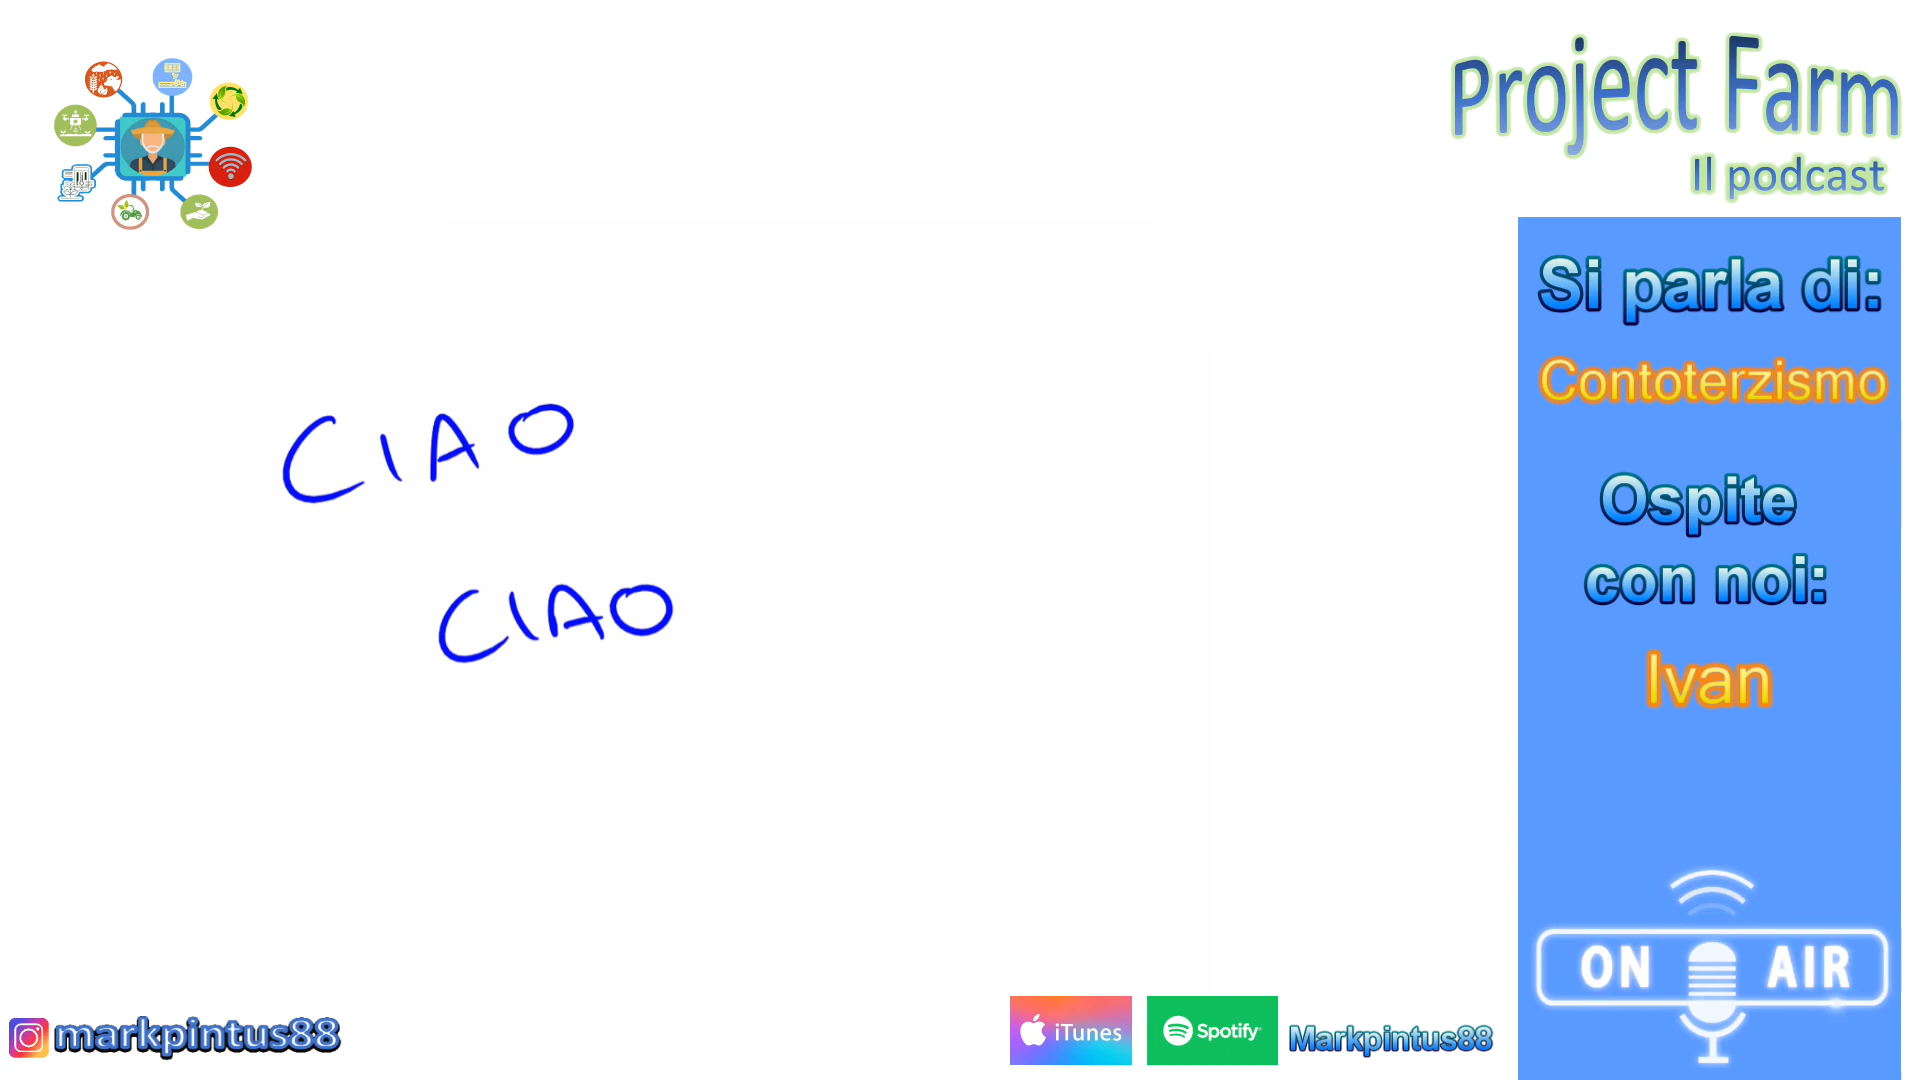 Project Farm
Il podcast
Si parla di:
Contoterzismo
Ospite
con noi:
Ivan
CIAO
CIAO
ON AIR
markpintus88
iTunes
Spotify
Markpintus88